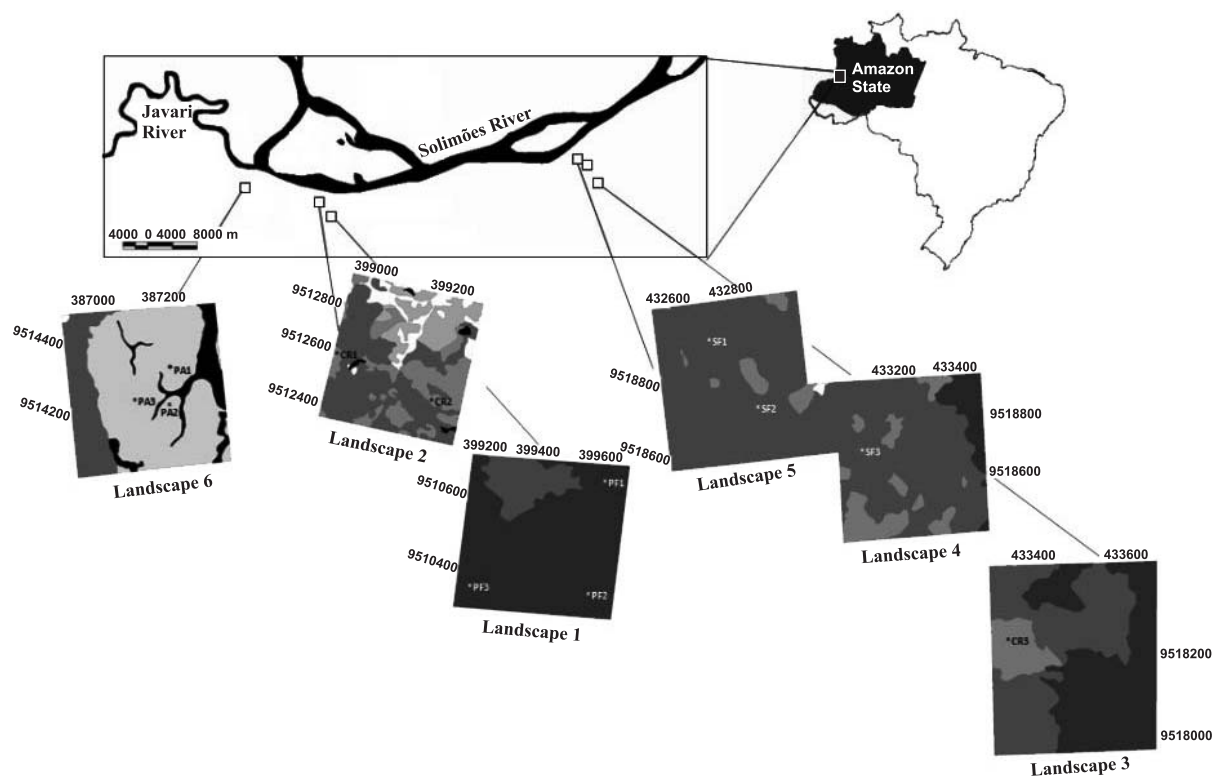 Amazon
State
Javari
River
Solimões River
4000 0 4000 8000 m
387000 387200
9514400
9514200
*PA1
*PA3
*PA2
Landscape 6
399000
399200
9512800
9512600
9512400
*CR1
*CR2
Landscape 2
399200
399400
399600
9510600
9510400
*PF1
*PF3
*PF2
Landscape 1
432600
432800
9518800
9518600
*SF1
*SF2
Landscape 5
433200
433400
9518800
9518600
*SF3
Landscape 4
433400
433600
*CR3
9518200
9518000
Landscape 3